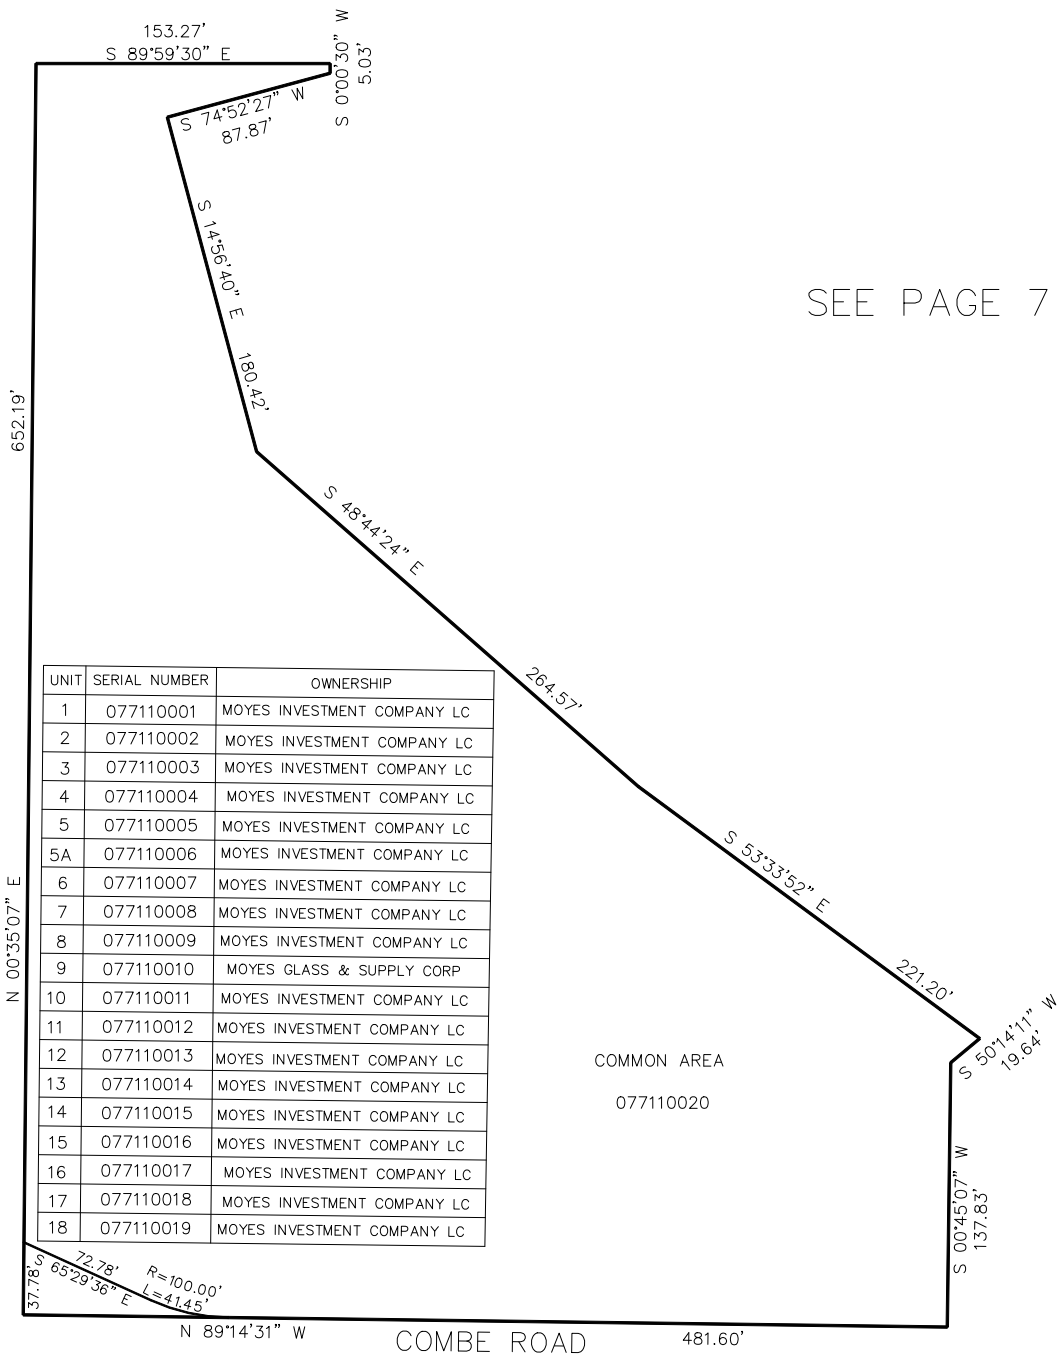 153.27'
S 89°59'30" E
S 0°00'30" W
5.03'
S 74°52'27" W
87.87'
S 14°56'40" E
180.42'
SEE PAGE 7
652.19'
N 00°35'07" E
S 48°44'24" E
264.57'
S 53°33'52" E
221.20'
S 50°14'11" W
19.64'
UNIT SERIAL NUMBER OWNERSHIP
1 077110001 MOYES INVESTMENT COMPANY LC
2 077110002 MOYES INVESTMENT COMPANY LC
3 077110003 MOYES INVESTMENT COMPANY LC
4 077110004 MOYES INVESTMENT COMPANY LC
5 077110005 MOYES INVESTMENT COMPANY LC
5A 077110006 MOYES INVESTMENT COMPANY LC
6 077110007 MOYES INVESTMENT COMPANY LC
7 077110008 MOYES INVESTMENT COMPANY LC
8 077110009 MOYES INVESTMENT COMPANY LC
9 077110010 MOYES GLASS & SUPPLY CORP
10 077110011 MOYES INVESTMENT COMPANY LC
11 077110012 MOYES INVESTMENT COMPANY LC
12 077110013 MOYES INVESTMENT COMPANY LC
13 077110014 MOYES INVESTMENT COMPANY LC
14 077110015 MOYES INVESTMENT COMPANY LC
15 077110016 MOYES INVESTMENT COMPANY LC
16 077110017 MOYES INVESTMENT COMPANY LC
17 077110018 MOYES INVESTMENT COMPANY LC
18 077110019 MOYES INVESTMENT COMPANY LC
COMMON AREA
077110020
S 00°45'07" W
137.83'
37.78'
72.78'
S 65°29'36" E
R=100.00'
L=41.45'
N 89°14'31" W
COMBE ROAD
481.60'